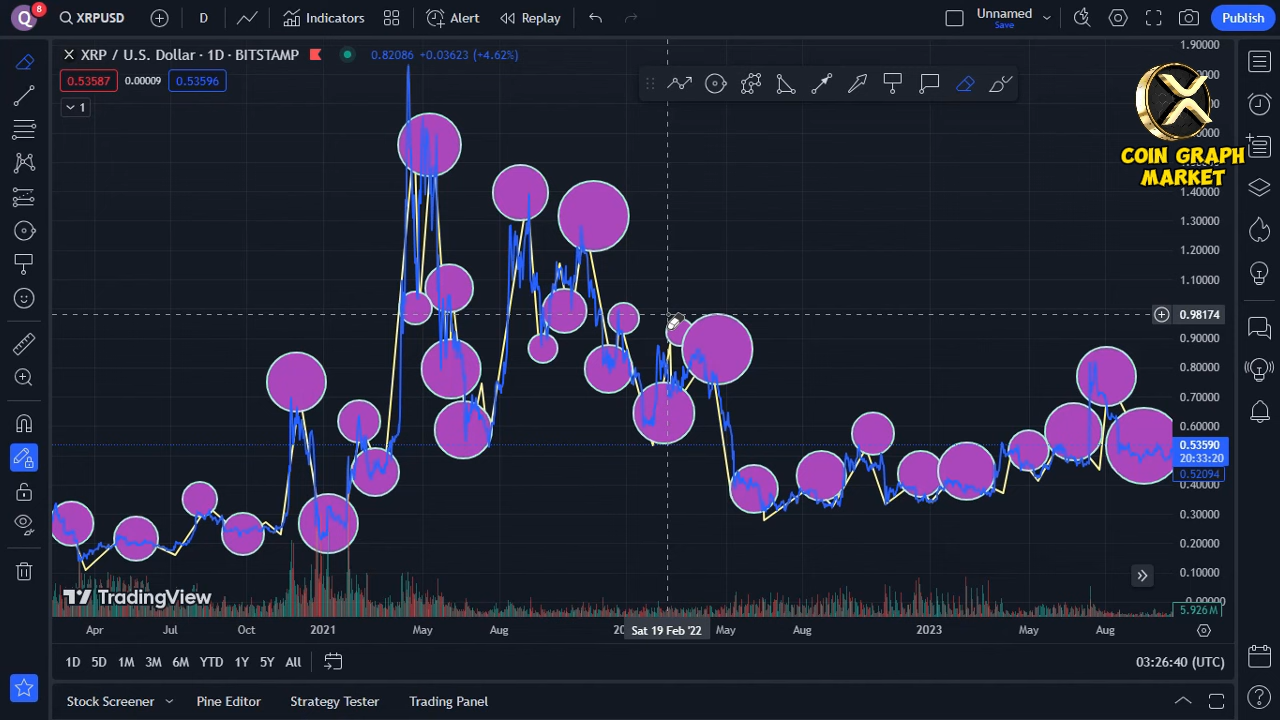 Q 8 XRPUSD D Indicators Alert Replay Unnamed Save Publish
XRP / U.S. Dollar · 1D · BITSTAMP 0.82086 +0.03623 (+4.62%)
0.53587 0.00009 0.53596
1
COIN GRAPH
MARKET
1.90000
1.40000
1.30000
1.20000
1.10000
0.98174
0.90000
0.80000
0.70000
0.60000
0.53590
20:33:20
0.52094
0.40000
0.30000
0.20000
0.10000
0.00000
5.926M
TradingView
Apr Jul Oct 2021 May Aug Sat 19 Feb '22 May Aug 2023 May Aug
1D 5D 1M 3M 6M YTD 1Y 5Y All 03:26:40 (UTC)
Stock Screener Pine Editor Strategy Tester Trading Panel